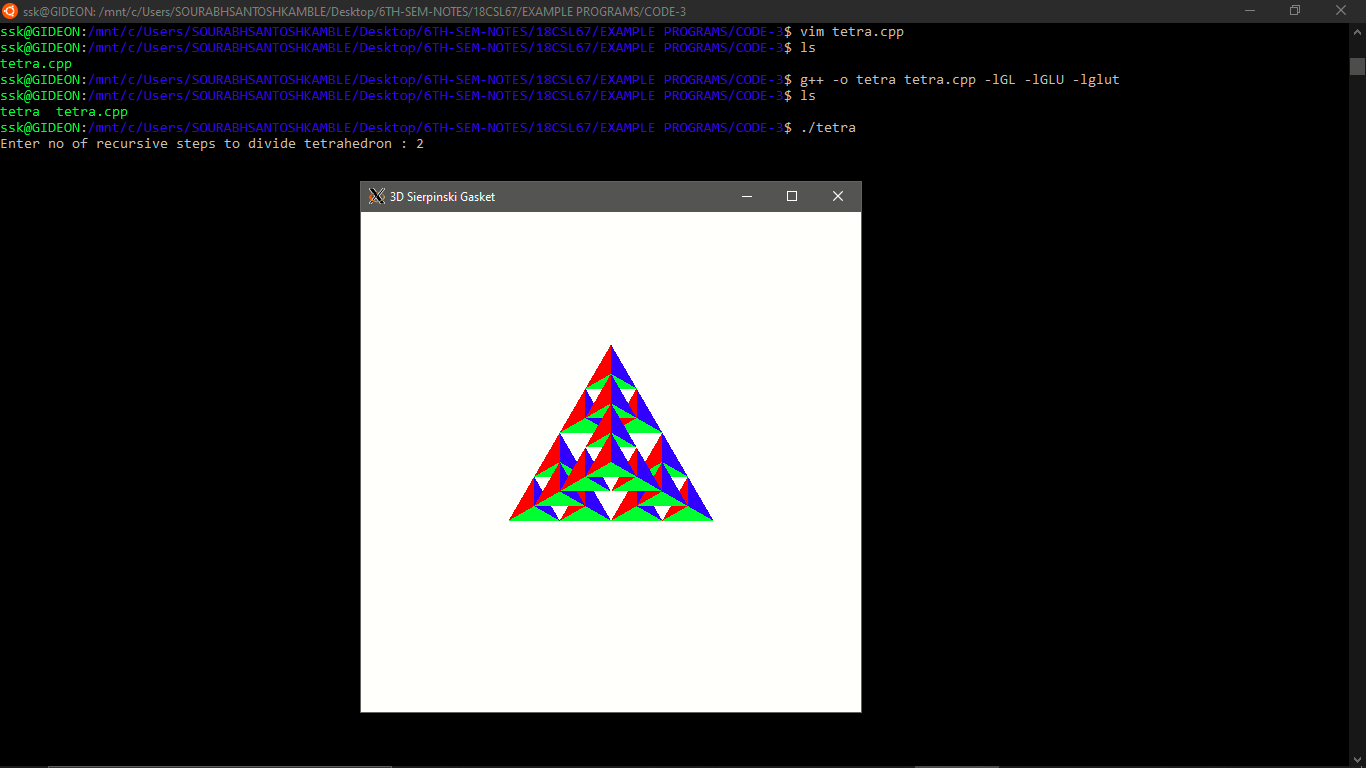 ssk@GIDEON: /mnt/c/Users/SOURABHSANTOSHKAMBLE/Desktop/6TH-SEM-NOTES/18CSL67/EXAMPLE PROGRAMS/CODE-3
ssk@GIDEON:/mnt/c/Users/SOURABHSANTOSHKAMBLE/Desktop/6TH-SEM-NOTES/18CSL67/EXAMPLE PROGRAMS/CODE-3$ vim tetra.cpp
ssk@GIDEON:/mnt/c/Users/SOURABHSANTOSHKAMBLE/Desktop/6TH-SEM-NOTES/18CSL67/EXAMPLE PROGRAMS/CODE-3$ ls
tetra.cpp
ssk@GIDEON:/mnt/c/Users/SOURABHSANTOSHKAMBLE/Desktop/6TH-SEM-NOTES/18CSL67/EXAMPLE PROGRAMS/CODE-3$ g++ -o tetra tetra.cpp -lGL -lGLU -lglut
ssk@GIDEON:/mnt/c/Users/SOURABHSANTOSHKAMBLE/Desktop/6TH-SEM-NOTES/18CSL67/EXAMPLE PROGRAMS/CODE-3$ ls
tetra  tetra.cpp
ssk@GIDEON:/mnt/c/Users/SOURABHSANTOSHKAMBLE/Desktop/6TH-SEM-NOTES/18CSL67/EXAMPLE PROGRAMS/CODE-3$ ./tetra
Enter no of recursive steps to divide tetrahedron : 2
3D Sierpinski Gasket